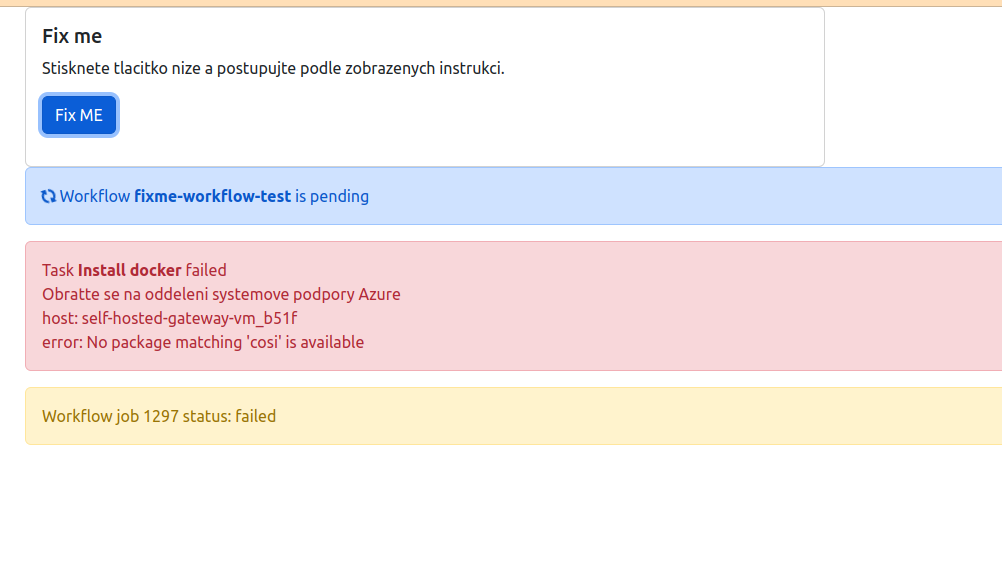 Fix me
Stisknete tlacitko nize a postupujte podle zobrazenych instrukci.
Fix ME
Workflow fixme-workflow-test is pending
Task Install docker failed
Obratte se na oddeleni systemove podpory Azure
host: self-hosted-gateway-vm_b51f
error: No package matching 'cosi' is available
Workflow job 1297 status: failed